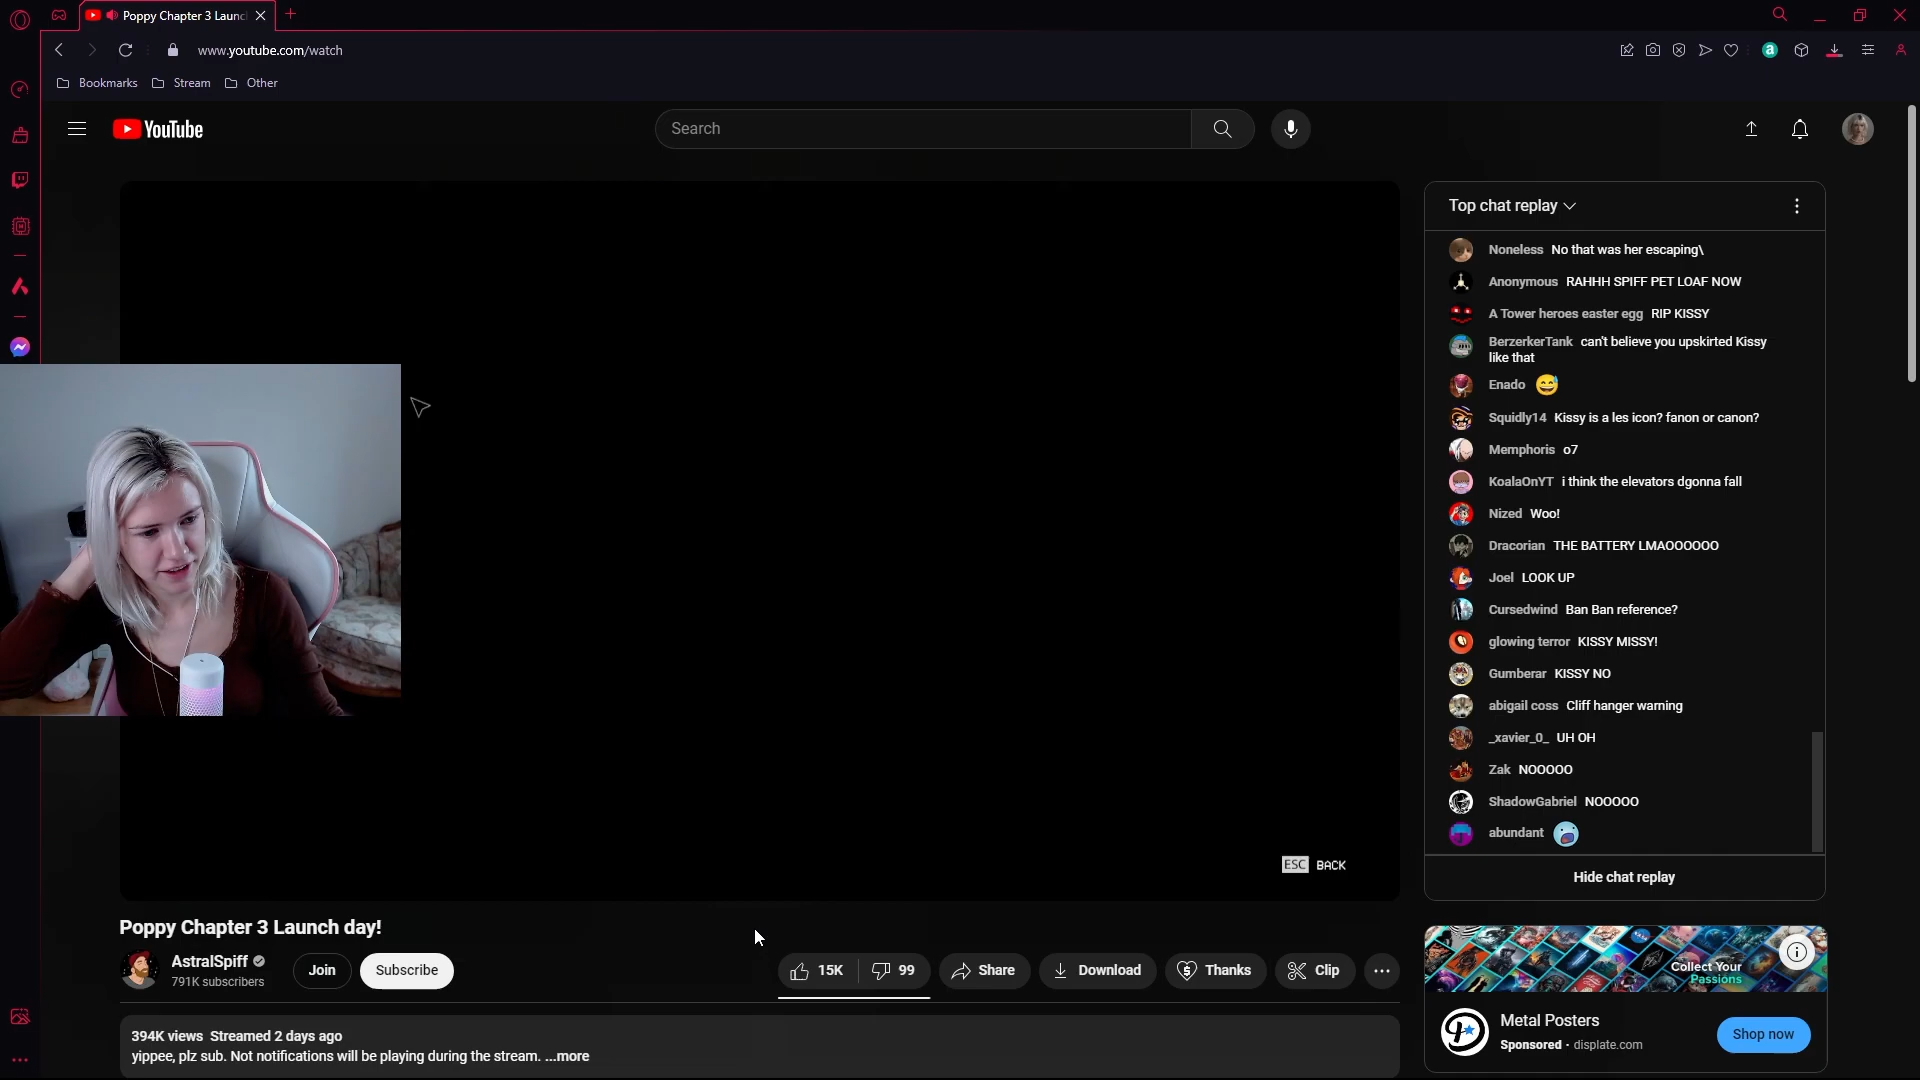 Poppy Chapter 3 Launc
www.youtube.com/watch
Bookmarks
Stream
Other
YouTube
Search
Top chat replay
Noneless No that was her escaping\
Anonymous RAHHH SPIFF PET LOAF NOW
A Tower heroes easter egg RIP KISSY
BerzerkerTank can't believe you upskirted Kissy
like that
Enado
Squidly14 Kissy is a les icon? fanon or canon?
Memphoris o7
KoalaOnYT i think the elevators dgonna fall
Nized Woo!
Dracorian THE BATTERY LMAOOOOOO
Joel LOOK UP
Cursedwind Ban Ban reference?
glowing terror KISSY MISSY!
Gumberar KISSY NO
abigail coss Cliff hanger warning
_xavier_0_ UH OH
Zak NOOOOO
ShadowGabriel NOOOOO
abundant
Hide chat replay
ESC BACK
Poppy Chapter 3 Launch day!
AstralSpiff
791K subscribers
Join
Subscribe
15K
99
Share
Download
Thanks
Clip
394K views Streamed 2 days ago
yippee, plz sub. Not notifications will be playing during the stream. ...more
Collect Your
Passions
Metal Posters
Sponsored · displate.com
Shop now